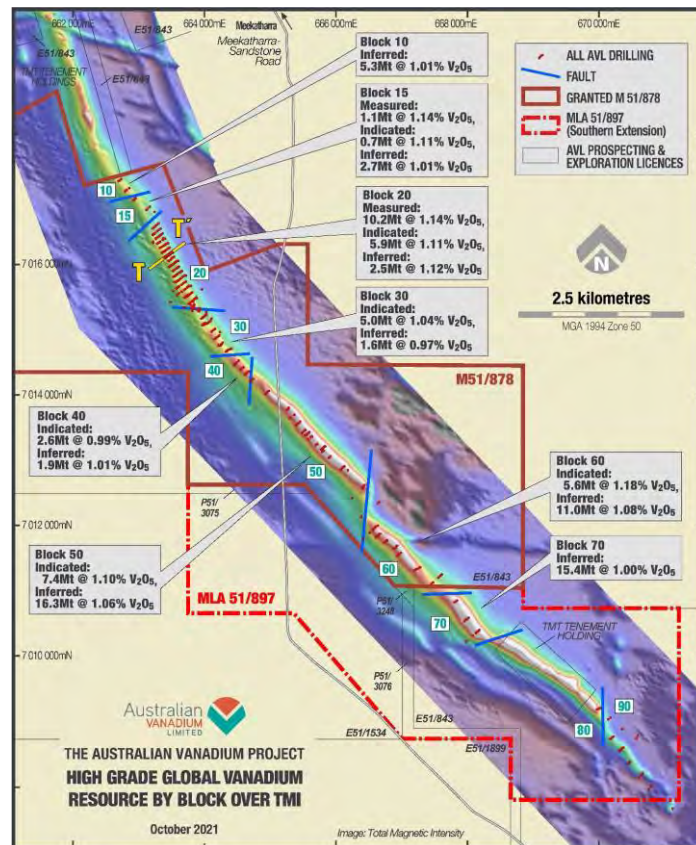 662 000mE
664 000mE
666 000mE
668 000mE
670 000mE
Meekatharra
Meekatharra-
Sandstone
Road
E51/843
E51/843
E51/843
TMT TENEMENT
HOLDINGS
Block 10
Inferred:
5.3Mt @ 1.01% V₂O₅
Block 15
Measured:
1.1Mt @ 1.14% V₂O₅,
Indicated:
0.7Mt @ 1.11% V₂O₅,
Inferred:
2.7Mt @ 1.01% V₂O₅
Block 20
Measured:
10.2Mt @ 1.14% V₂O₅,
Indicated:
5.9Mt @ 1.11% V₂O₅,
Inferred:
2.5Mt @ 1.12% V₂O₅
Block 30
Indicated:
5.0Mt @ 1.04% V₂O₅,
Inferred:
1.6Mt @ 0.97% V₂O₅
ALL AVL DRILLING
FAULT
GRANTED M 51/878
MLA 51/897
(Southern Extension)
AVL PROSPECTING &
EXPLORATION LICENCES
N
2.5 kilometres
MGA 1994 Zone 50
10
15
T
T´
20
30
40
50
60
70
80
90
7 016 000mN
7 014 000mN
7 012 000mN
7 010 000mN
M51/878
Block 40
Indicated:
2.6Mt @ 0.99% V₂O₅,
Inferred:
1.9Mt @ 1.01% V₂O₅
P51/
3075
Block 50
Indicated:
7.4Mt @ 1.10% V₂O₅,
Inferred:
16.3Mt @ 1.06% V₂O₅
Block 60
Indicated:
5.6Mt @ 1.18% V₂O₅,
Inferred:
11.0Mt @ 1.08% V₂O₅
Block 70
Inferred:
15.4Mt @ 1.00% V₂O₅
E51/843
MLA 51/897
P51/
3248
TMT TENEMENT
HOLDING
P51/
3076
E51/843
E51/1534
E51/1899
Australian
VANADIUM
LIMITED
THE AUSTRALIAN VANADIUM PROJECT
HIGH GRADE GLOBAL VANADIUM
RESOURCE BY BLOCK OVER TMI
October 2021
Image: Total Magnetic Intensity